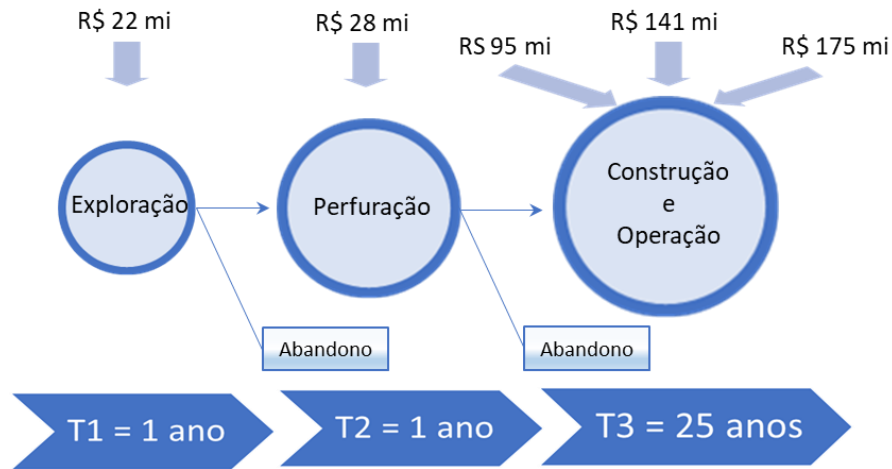 R$ 22 mi
R$ 28 mi
RS 95 mi
R$ 141 mi
R$ 175 mi
Exploração
Perfuração
Construção
e
Operação
Abandono
Abandono
T1 = 1 ano
T2 = 1 ano
T3 = 25 anos